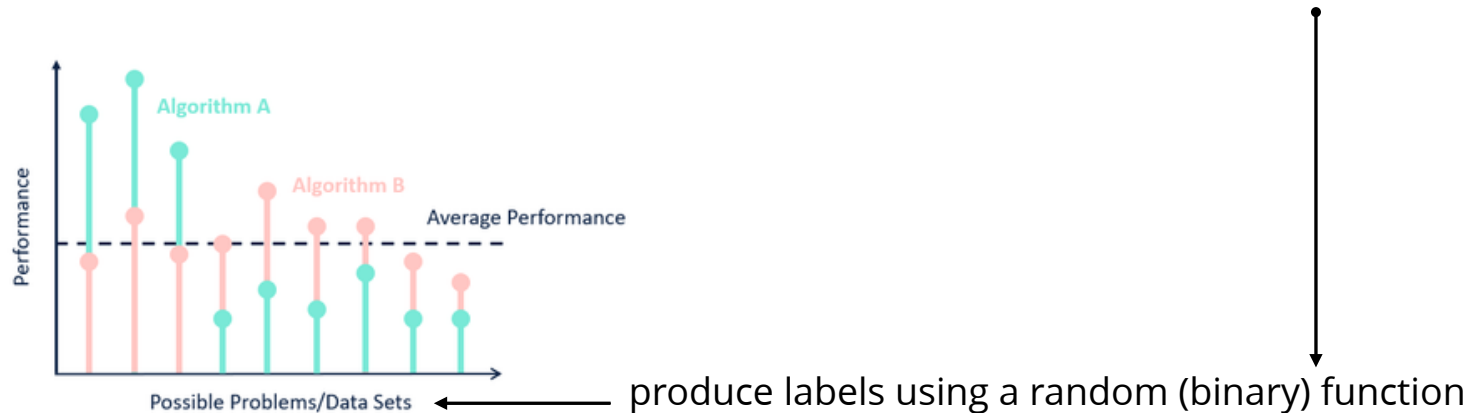 Algorithm A
Algorithm B
Average Performance
Performance
Possible Problems/Data Sets
produce labels using a random (binary) function